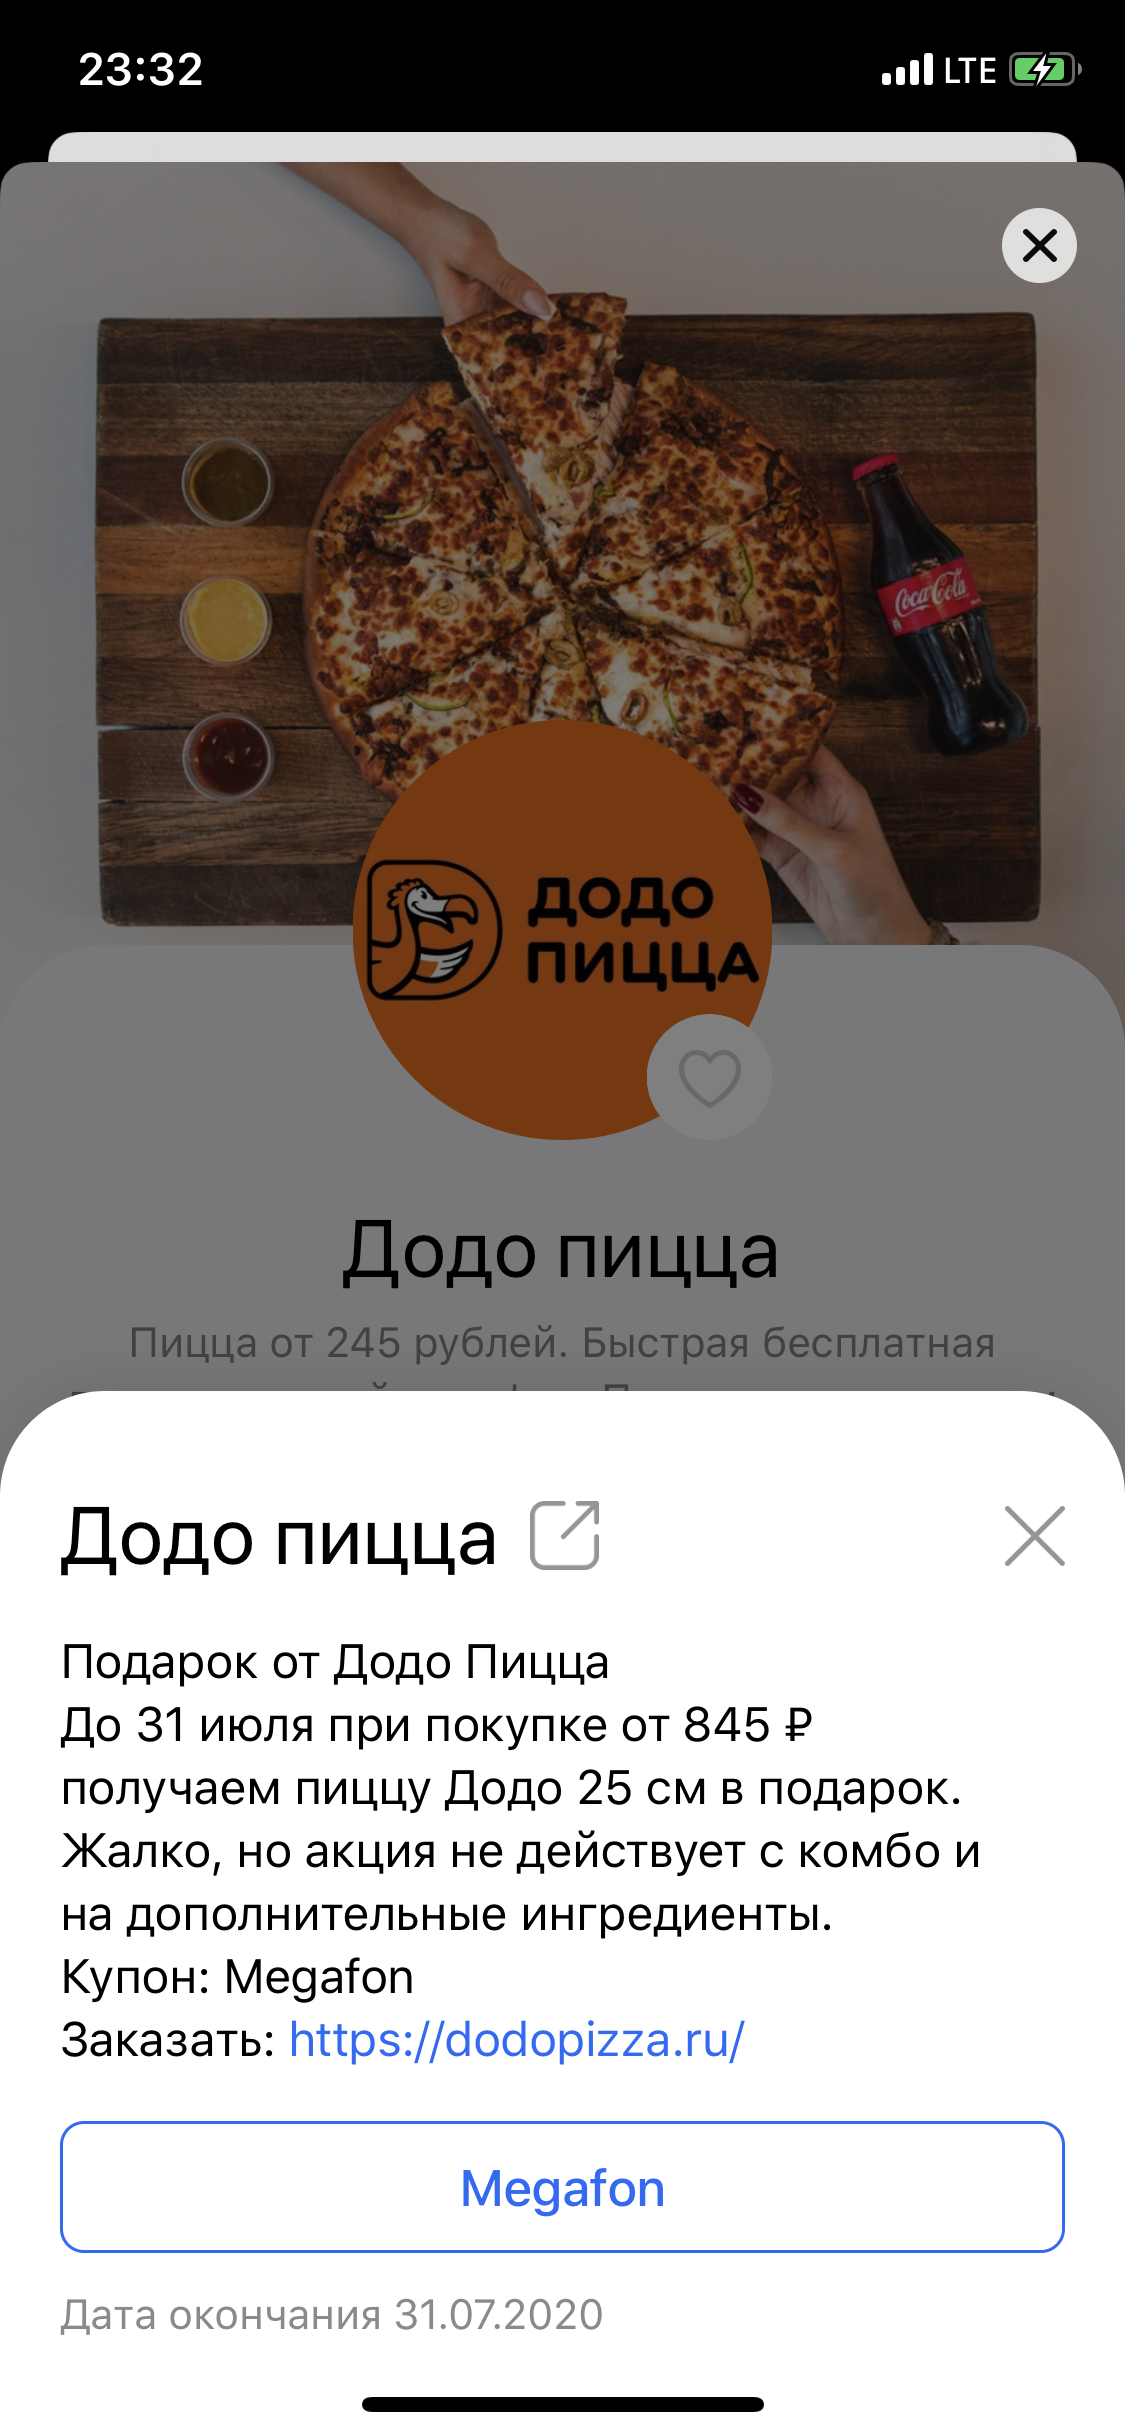 23:32
LTE
Coca-Cola
ДОДО
ПИЦЦА
Додо пицца
Пицца от 245 рублей. Быстрая бесплатная
Додо пицца
Подарок от Додо Пицца
До 31 июля при покупке от 845 ₽
получаем пиццу Додо 25 см в подарок.
Жалко, но акция не действует с комбо и
на дополнительные ингредиенты.
Купон: Megafon
Заказать: https://dodopizza.ru/
Megafon
Дата окончания 31.07.2020